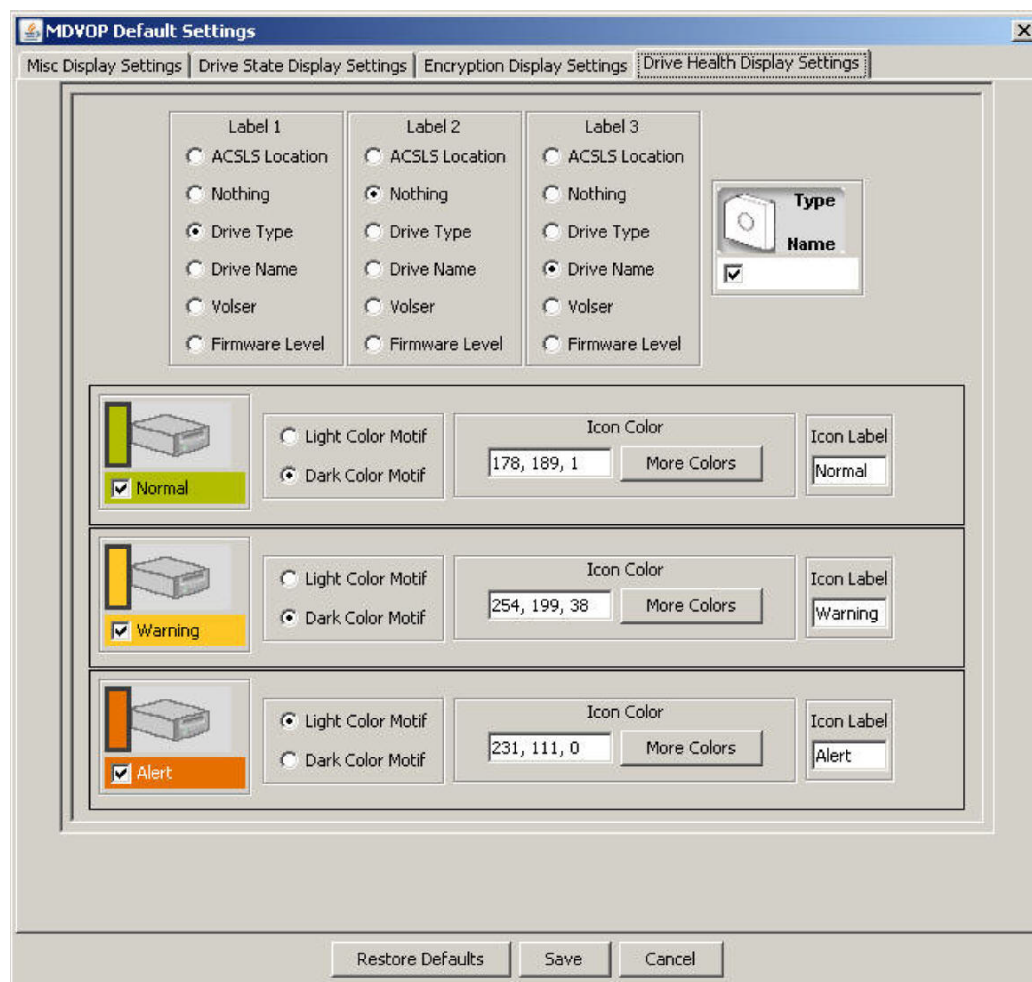 MDVOP Default Settings
Misc Display Settings Drive State Display Settings Encryption Display Settings Drive Health Display Settings
Label 1 Label 2 Label 3
ACSLS Location ACSLS Location ACSLS Location
Nothing Nothing Nothing
Type
Drive Type Drive Type Drive Type
Name
Drive Name Drive Name Drive Name
Volser Volser Volser
Firmware Level Firmware Level Firmware Level
Icon Color
Light Color Motif Icon Label
178, 189, 1 More Colors
Dark Color Motif Normal
Normal
Icon Color
Light Color Motif Icon Label
254, 199, 38 More Colors
Dark Color Motif Warning
Warning
Icon Color
Light Color Motif Icon Label
231, 111, 0 More Colors
Dark Color Motif Alert
Alert
Restore Defaults Save Cancel